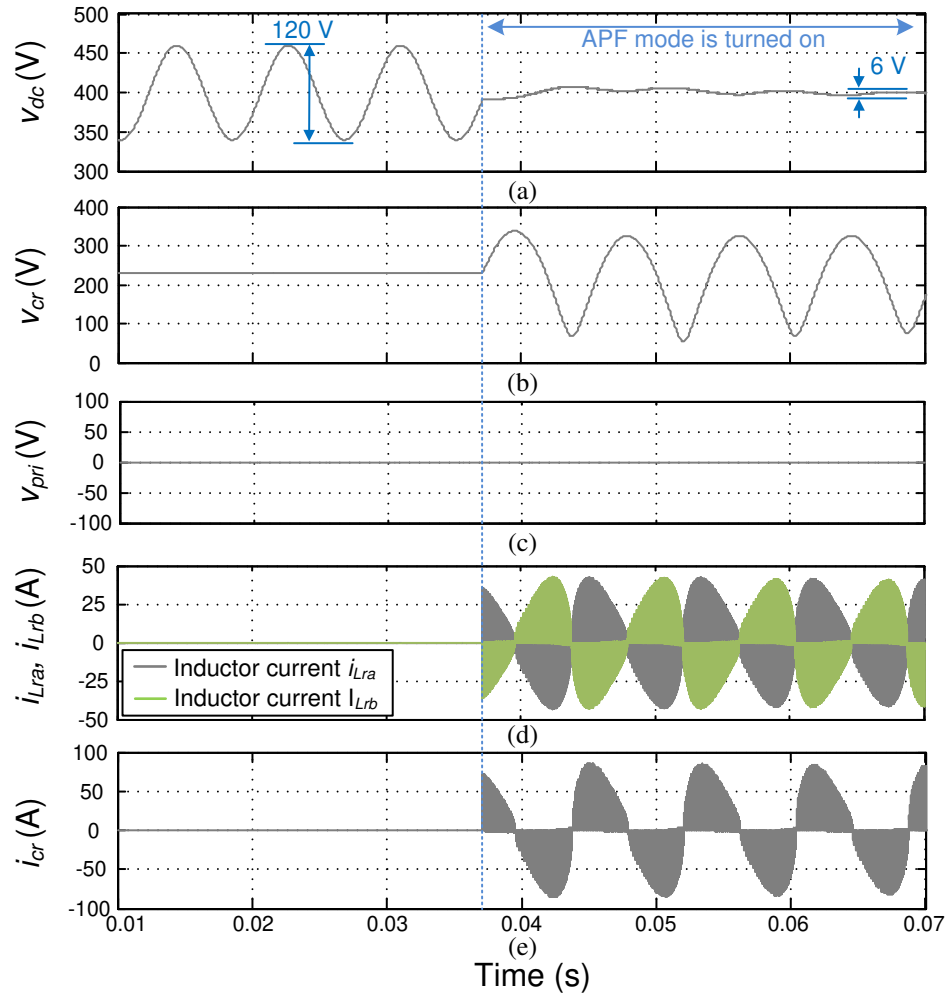 500
450
400
350
300
v_dc (V)
120 V
APF mode is turned on
6 V
(a)
400
300
200
100
0
v_cr (V)
(b)
100
50
0
-50
-100
v_pri (V)
(c)
50
25
0
-25
-50
i_Lra, i_Lrb (A)
Inductor current i_Lra
Inductor current I_Lrb
(d)
100
50
0
-50
-100
i_cr (A)
0.01 0.02 0.03 0.04 0.05 0.06 0.07
(e)
Time (s)